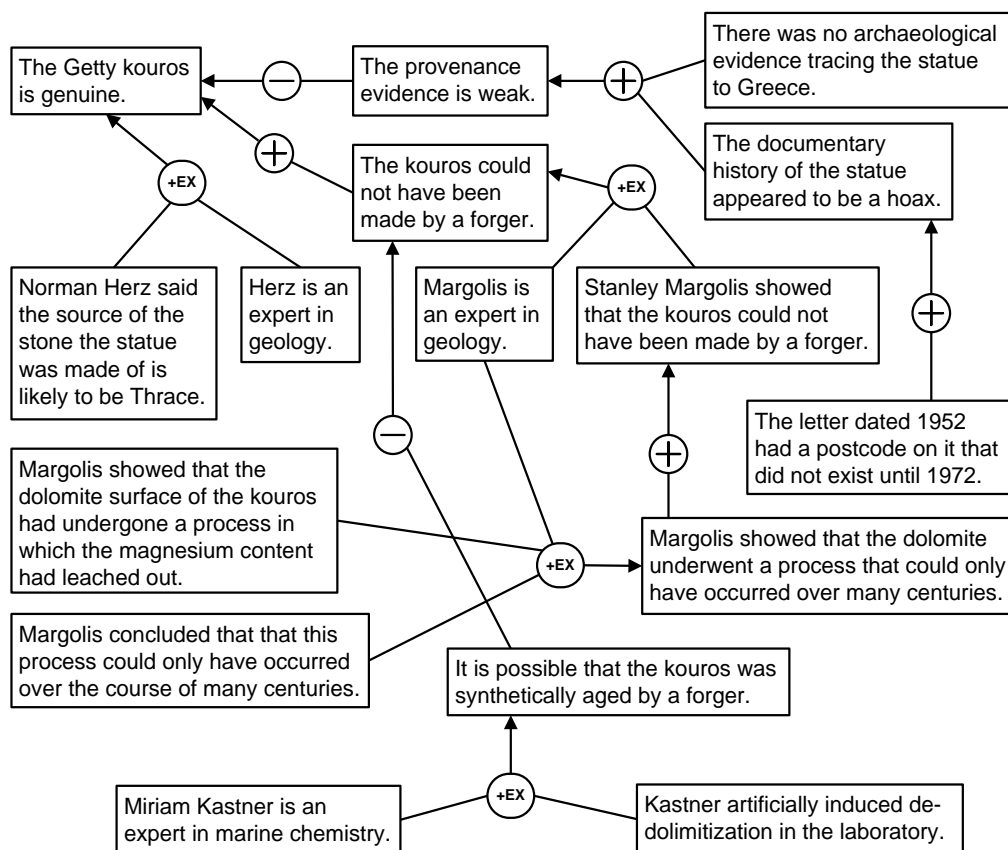 The Getty kouros
is genuine.
−
The provenance
evidence is weak.
+
There was no archaeological
evidence tracing the statue
to Greece.
+
The kouros could
not have been
made by a forger.
+EX
+EX
The documentary
history of the statue
appeared to be a hoax.
Norman Herz said
the source of the
stone the statue
was made of is
likely to be Thrace.
Herz is an
expert in
geology.
Margolis is
an expert in
geology.
Stanley Margolis showed
that the kouros could not
have been made by a forger.
+
−
+
The letter dated 1952
had a postcode on it that
did not exist until 1972.
Margolis showed that the
dolomite surface of the kouros
had undergone a process in
which the magnesium content
had leached out.
+EX
Margolis showed that the dolomite
underwent a process that could only
have occurred over many centuries.
Margolis concluded that that this
process could only have occurred
over the course of many centuries.
It is possible that the kouros was
synthetically aged by a forger.
+EX
Miriam Kastner is an
expert in marine chemistry.
Kastner artificially induced de-
dolimitization in the laboratory.